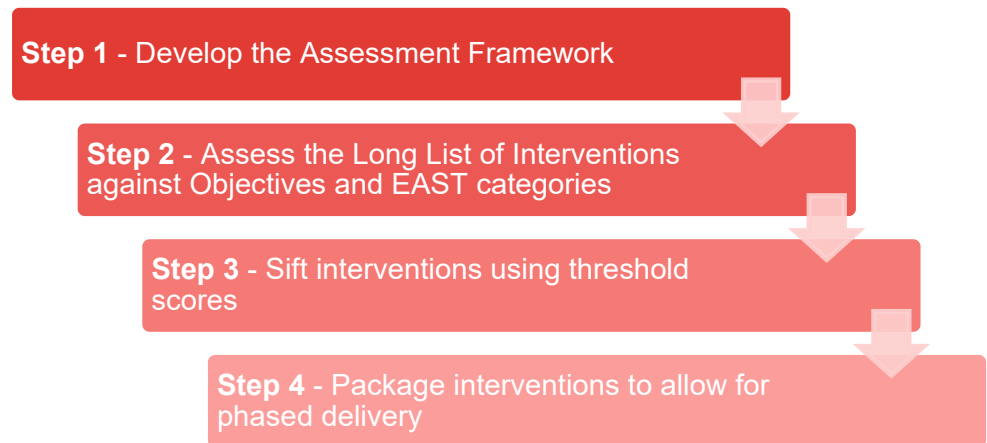 Step 1 - Develop the Assessment Framework
Step 2 - Assess the Long List of Interventions
against Objectives and EAST categories
Step 3 - Sift interventions using threshold
scores
Step 4 - Package interventions to allow for
phased delivery